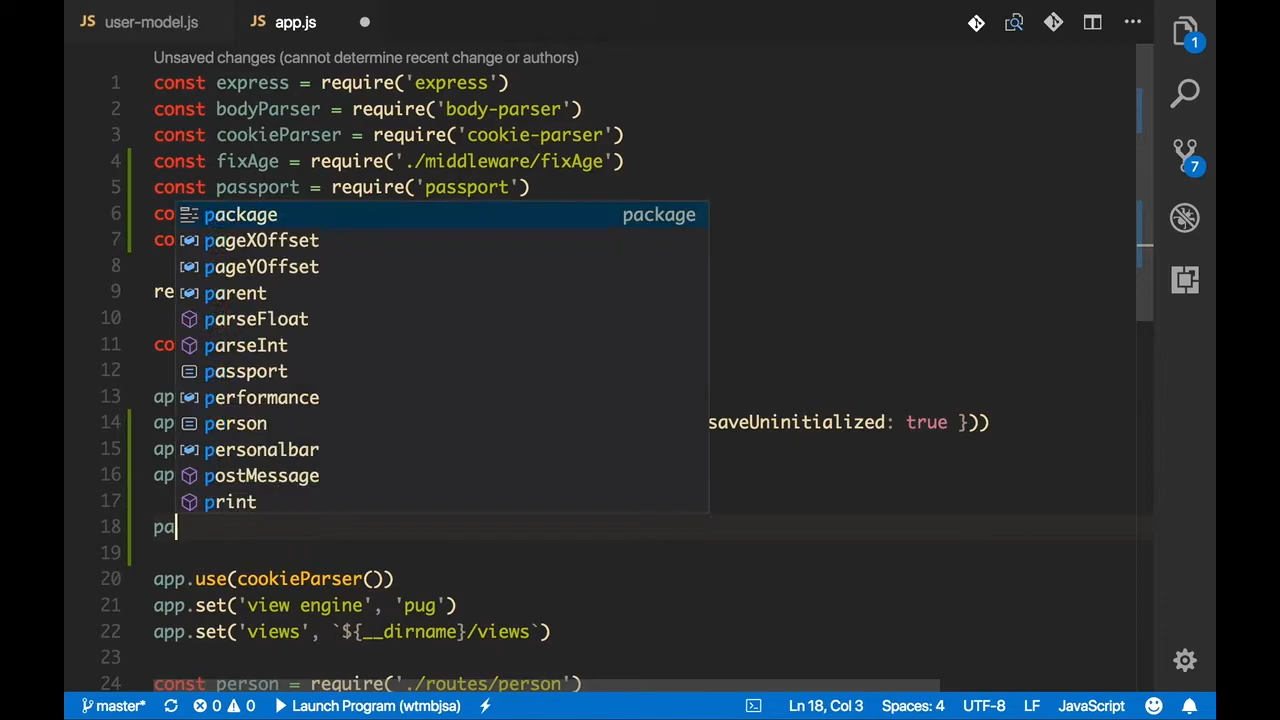 JS user-model.js JS app.js
Unsaved changes (cannot determine recent change or authors)
1
1 const express = require('express')
2 const bodyParser = require('body-parser')
3 const cookieParser = require('cookie-parser')
4 const fixAge = require('./middleware/fixAge')
5 const passport = require('passport')
7
6 co package package
7 co pageXOffset
8 pageYOffset
9 re parent
10 parseFloat
11 co parseInt
12 passport
13 ap performance
14 ap person saveUninitialized: true }))
15 ap personalbar
16 ap postMessage
17 print
18 pa
19
20 app.use(cookieParser())
21 app.set('view engine', 'pug')
22 app.set('views', `${__dirname}/views`)
23
24 const person = require('./routes/person')
master* 0 0 Launch Program (wtmbjsa) Ln 18, Col 3 Spaces: 4 UTF-8 LF JavaScript